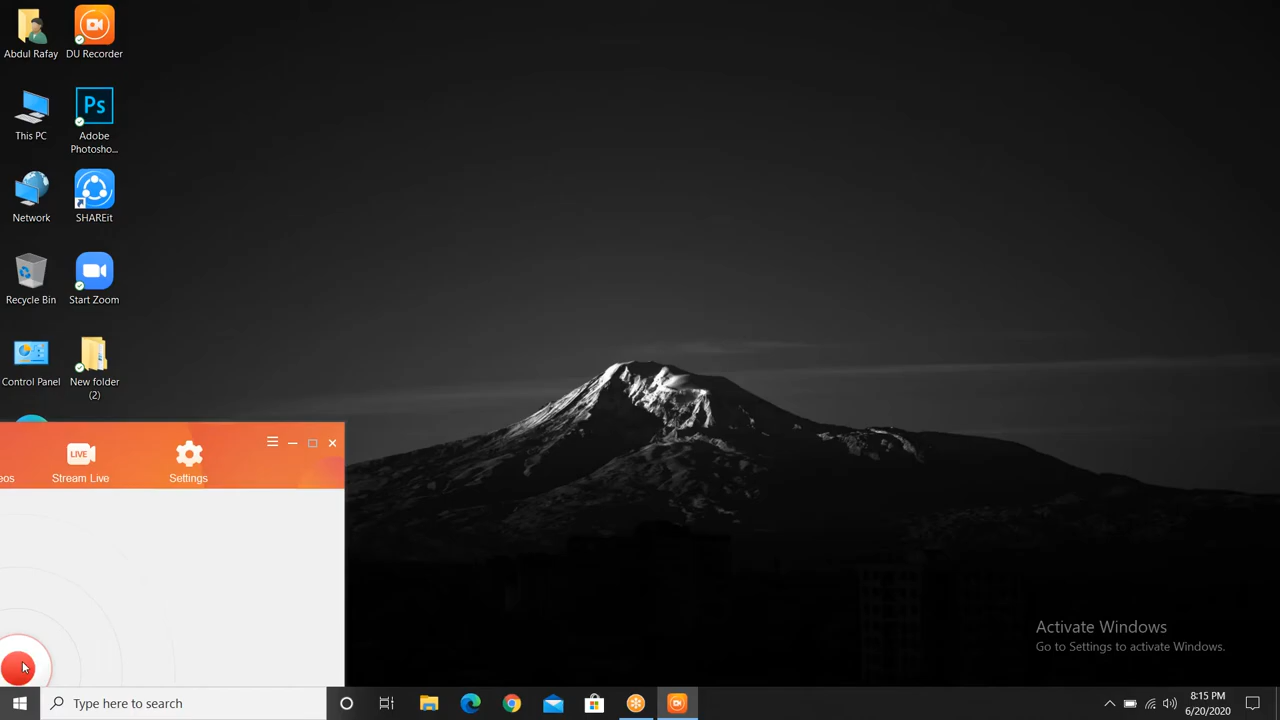 Abdul Rafay
DU Recorder
Ps
This PC
Adobe
Photosho...
Network
SHAREit
Recycle Bin
Start Zoom
Control Panel
New folder
(2)
eos
LIVE
Stream Live
Settings
Activate Windows
Go to Settings to activate Windows.
Type here to search
8:15 PM
6/20/2020